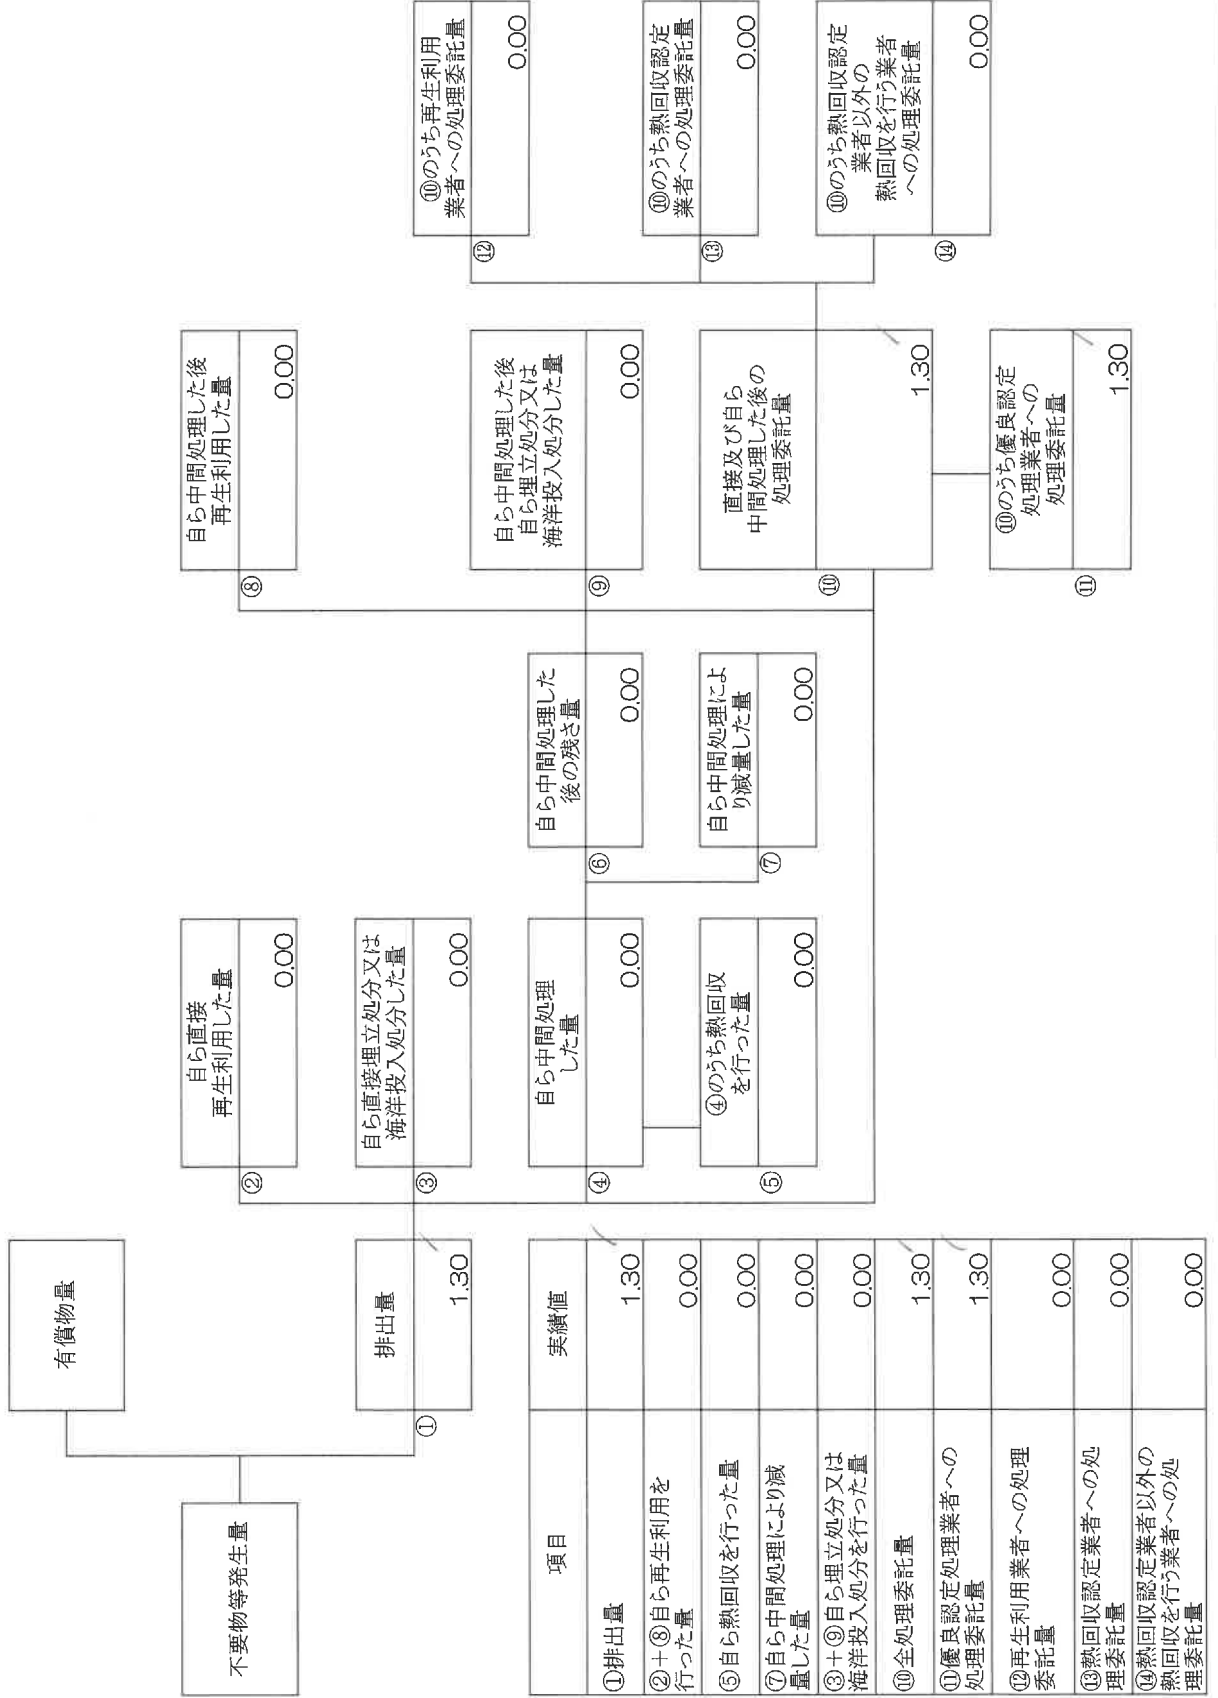 有償物量
不要物等発生量
①
排出量
1.30
②
自ら直接
再生利用した量
0.00
③
自ら直接埋立処分又は
海洋投入処分した量
0.00
④
自ら中間処理
した量
0.00
⑤
④のうち熱回収
を行った量
0.00
⑥
自ら中間処理した
後の残さ量
0.00
⑦
自ら中間処理によ
り減量した量
0.00
⑧
自ら中間処理した後
再生利用した量
0.00
⑨
自ら中間処理した後
自ら埋立処分又は
海洋投入処分した量
0.00
⑩
直接及び自ら
中間処理した後の
処理委託量
1.30
⑪
⑩のうち優良認定
処理業者への
処理委託量
1.30
⑫
⑩のうち再生利用
業者への処理委託量
0.00
⑬
⑩のうち熱回収認定
業者への処理委託量
0.00
⑭
⑩のうち熱回収認定
業者以外の
熱回収を行う業者
への処理委託量
0.00
項目 実績値
①排出量 1.30
②+⑧自ら再生利用を
行った量 0.00
⑤自ら熱回収を行った量 0.00
⑦自ら中間処理により減
量した量 0.00
③+⑨自ら埋立処分又は
海洋投入処分を行った量 0.00
⑩全処理委託量 1.30
⑪優良認定処理業者への
処理委託量 1.30
⑫再生利用業者への処理
委託量 0.00
⑬熱回収認定業者への処
理委託量 0.00
⑭熱回収認定業者以外の
熱回収を行う業者への処
理委託量 0.00